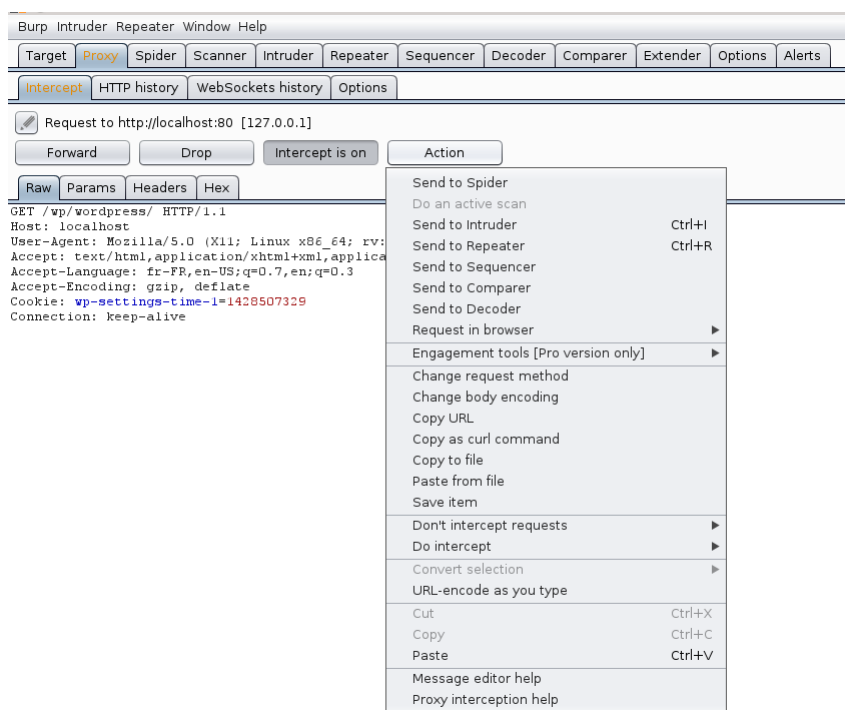 Burp Intruder Repeater Window Help
Target Proxy Spider Scanner Intruder Repeater Sequencer Decoder Comparer Extender Options Alerts
Intercept HTTP history WebSockets history Options
Request to http://localhost:80 [127.0.0.1]
Forward Drop Intercept is on Action
Raw Params Headers Hex
GET /wp/wordpress/ HTTP/1.1
Host: localhost
User-Agent: Mozilla/5.0 (X11; Linux x86_64; rv:
Accept: text/html,application/xhtml+xml,applica
Accept-Language: fr-FR,en-US;q=0.7,en;q=0.3
Accept-Encoding: gzip, deflate
Cookie: wp-settings-time-1=1428507329
Connection: keep-alive
Send to Spider
Do an active scan
Send to Intruder Ctrl+I
Send to Repeater Ctrl+R
Send to Sequencer
Send to Comparer
Send to Decoder
Request in browser
Engagement tools [Pro version only]
Change request method
Change body encoding
Copy URL
Copy as curl command
Copy to file
Paste from file
Save item
Don't intercept requests
Do intercept
Convert selection
URL-encode as you type
Cut Ctrl+X
Copy Ctrl+C
Paste Ctrl+V
Message editor help
Proxy interception help